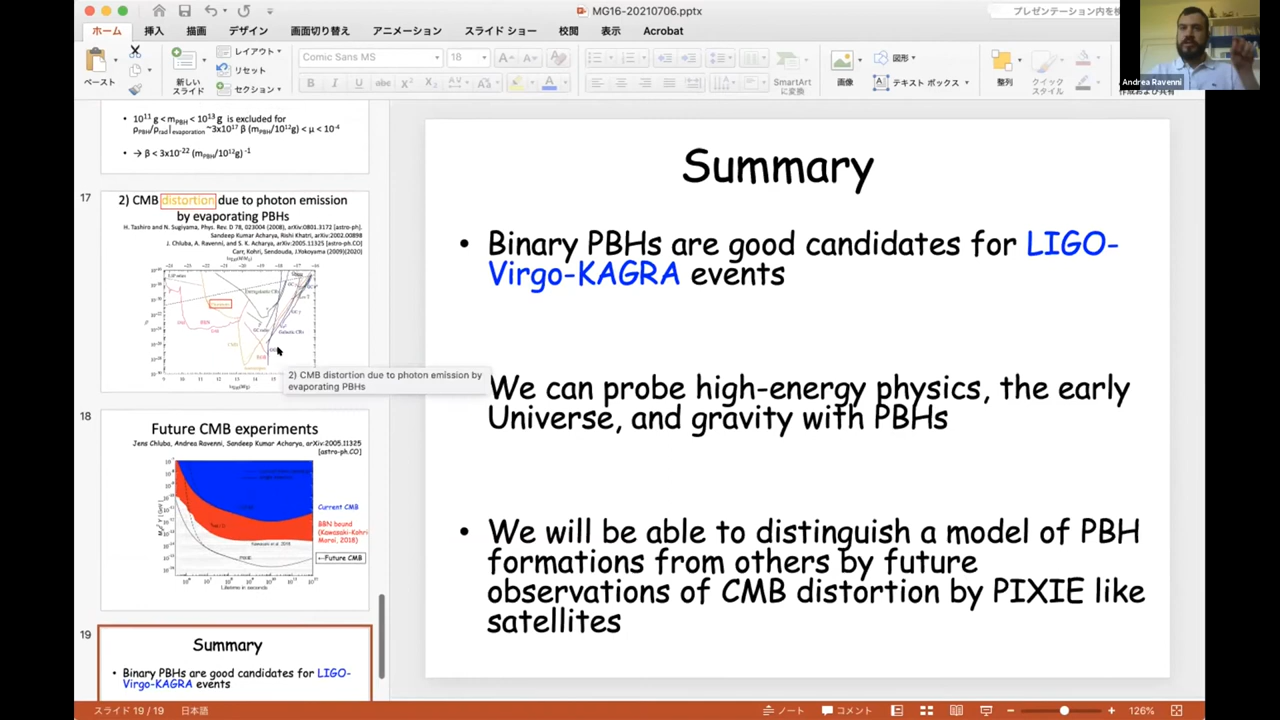 MG16-20210706.pptx
プレゼンテーション内を検
ホーム 挿入 描画 デザイン 画面切り替え アニメーション スライド ショー 校閲 表示 Acrobat
ペースト
新しい
スライド
レイアウト
リセット
セクション
Comic Sans MS 18
SmartArt
に変換
画像
図形
テキスト ボックス
整列
クイック
スタイル
Andrea Ravenni
10¹¹ g < mPBH < 10¹³ g is excluded for
ρPBH/ρrad|evaporation ~3x10¹⁷ β (mPBH/10¹²g) < μ < 10⁻⁴
→ β < 3x10⁻²² (mPBH/10¹²g) ⁻¹
17
2) CMB distortion due to photon emission
by evaporating PBHs
H. Tashiro and N. Sugiyama, Phys. Rev. D 78, 023004 (2008), arXiv:0801.3172 [astro-ph].
Sandeep Kumar Acharya, Rishi Khatri, arXiv:2002.00898
J. Chluba, A. Ravenni, and S. K. Acharya, arXiv:2005.11325 [astro-ph.CO]
Carr, Kohri, Sendouda, J.Yokoyama (2009)(2020)
2) CMB distortion due to photon emission by
evaporating PBHs
18
Future CMB experiments
Jens Chluba, Andrea Ravenni, Sandeep Kumar Acharya, arXiv:2005.11325
[astro-ph.CO]
Current CMB
BBN bound
(Kawasaki-Kohri
Moroi, 2018)
←Future CMB
Lifetime in seconds
19
Summary
• Binary PBHs are good candidates for LIGO-
Virgo-KAGRA events
Summary
• Binary PBHs are good candidates for LIGO-
Virgo-KAGRA events
We can probe high-energy physics, the early
Universe, and gravity with PBHs
• We will be able to distinguish a model of PBH
formations from others by future
observations of CMB distortion by PIXIE like
satellites
スライド 19 / 19 日本語 ノート コメント 126%